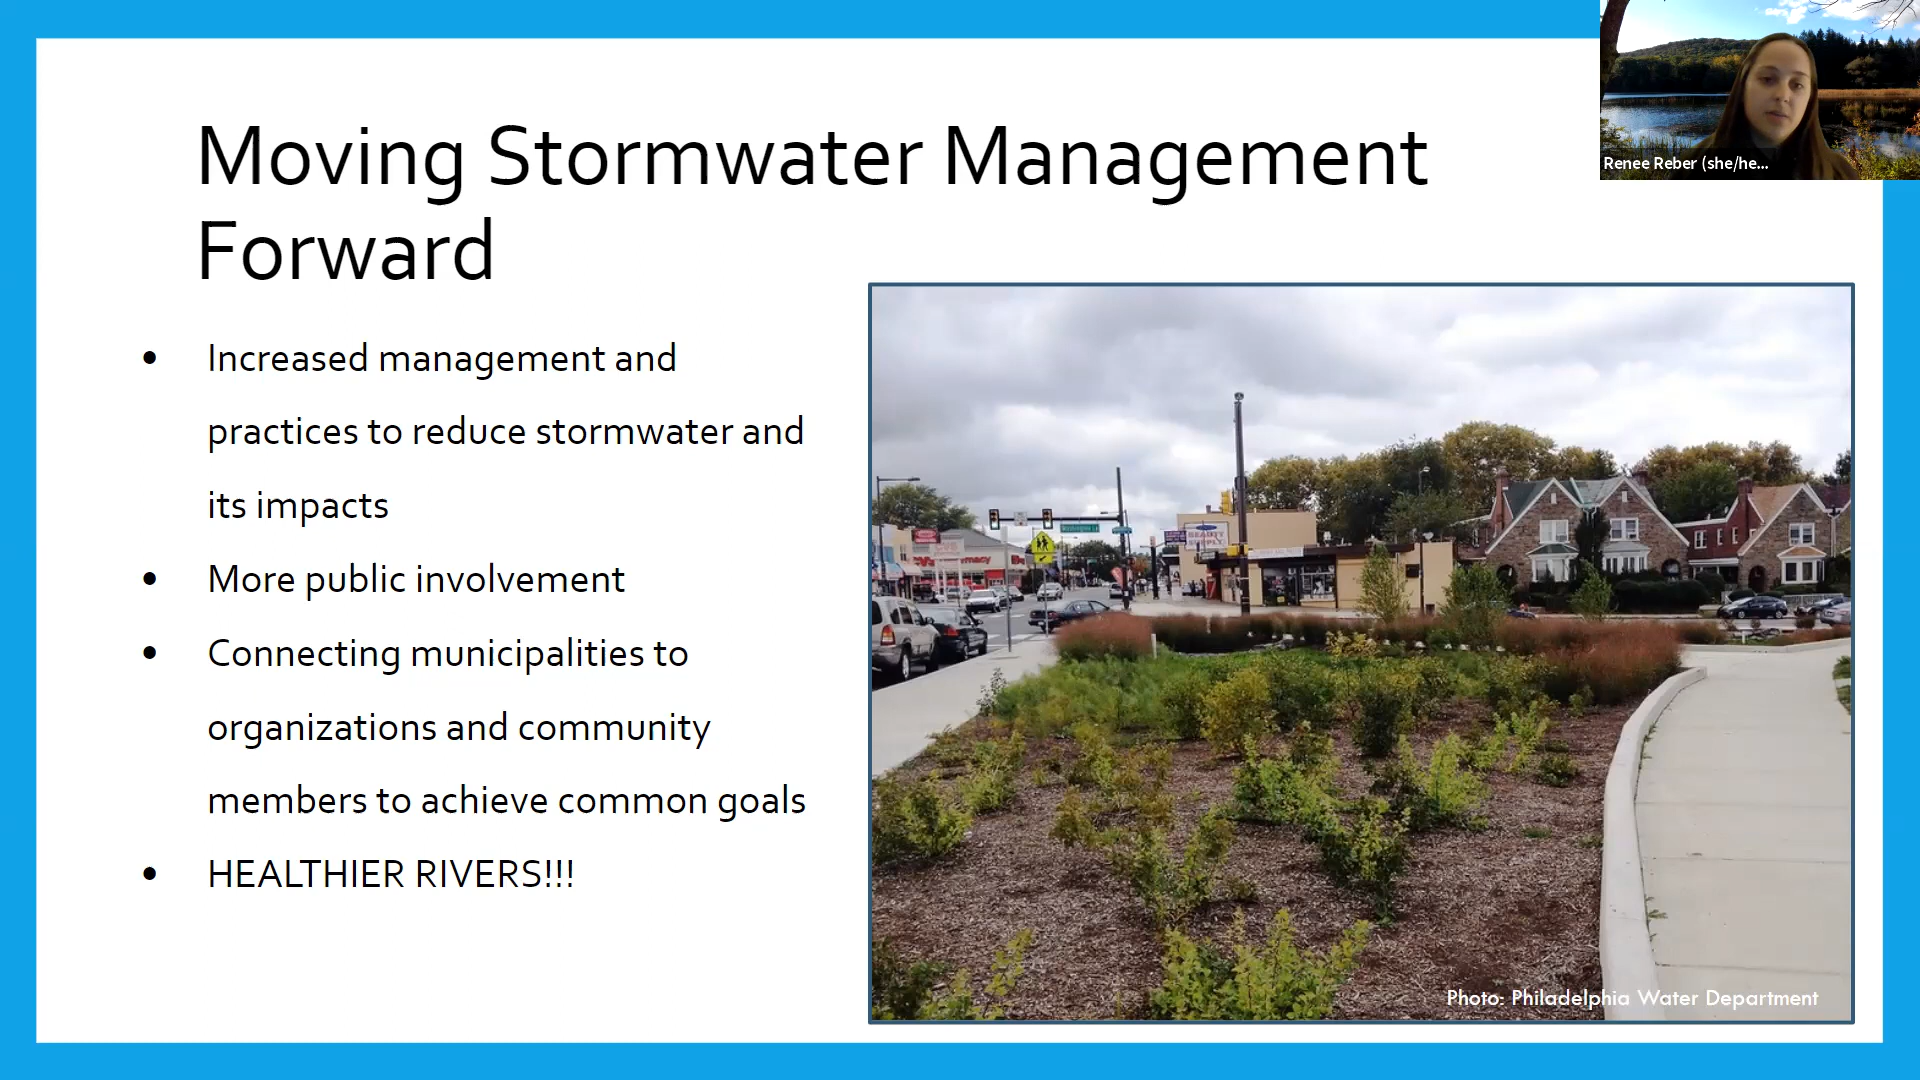 Moving Stormwater Management
Forward
Renee Reber (she/he...
• Increased management and
practices to reduce stormwater and
its impacts
• More public involvement
• Connecting municipalities to
organizations and community
members to achieve common goals
• HEALTHIER RIVERS!!!
BEAUTY
SUPPLY
Photo: Philadelphia Water Department